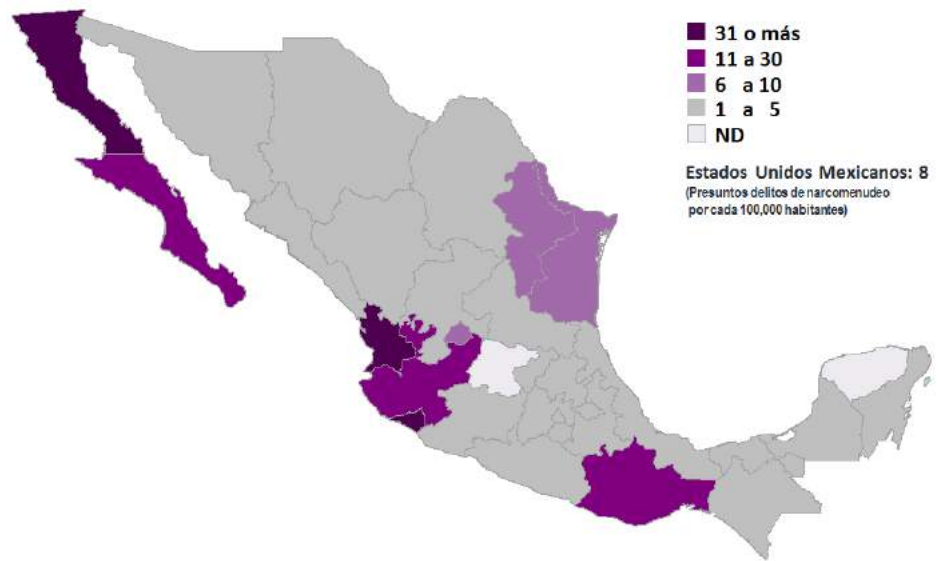 31 o más
11 a 30
6 a 10
1 a 5
ND
Estados Unidos Mexicanos: 8
(Presuntos delitos de narcomenudeo
por cada 100,000 habitantes)